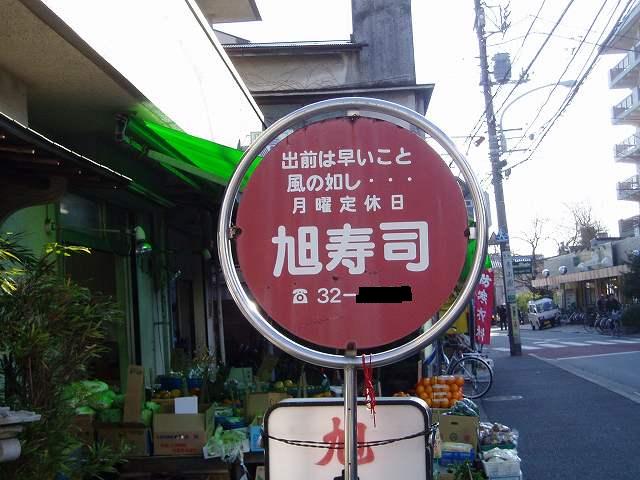 出前は早いこと
風の如し・・・
月曜定休日
旭寿司
☎ 32-
旭